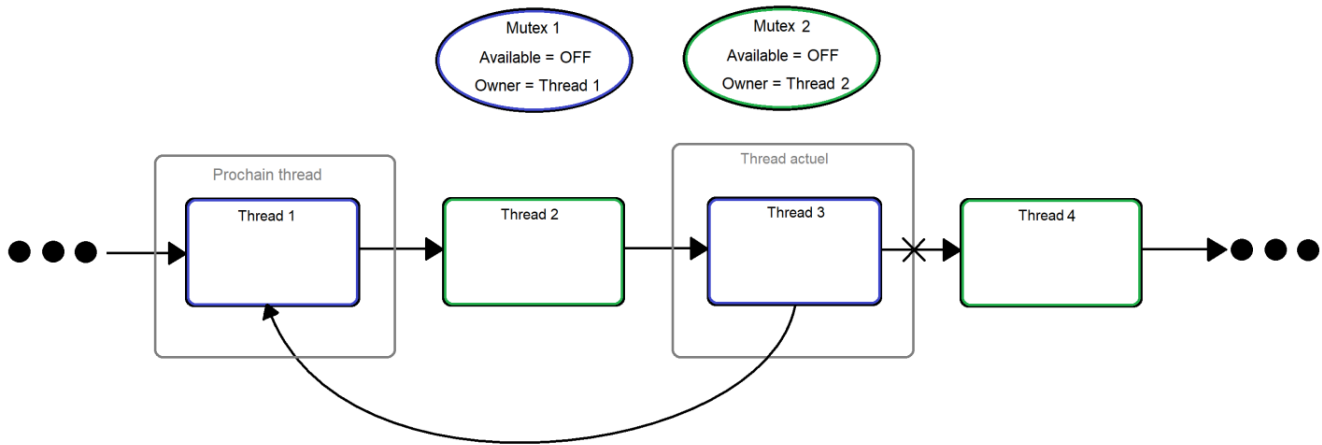 Mutex 1
Available = OFF
Owner = Thread 1
Mutex 2
Available = OFF
Owner = Thread 2
Prochain thread
Thread 1
Thread 2
Thread actuel
Thread 3
Thread 4